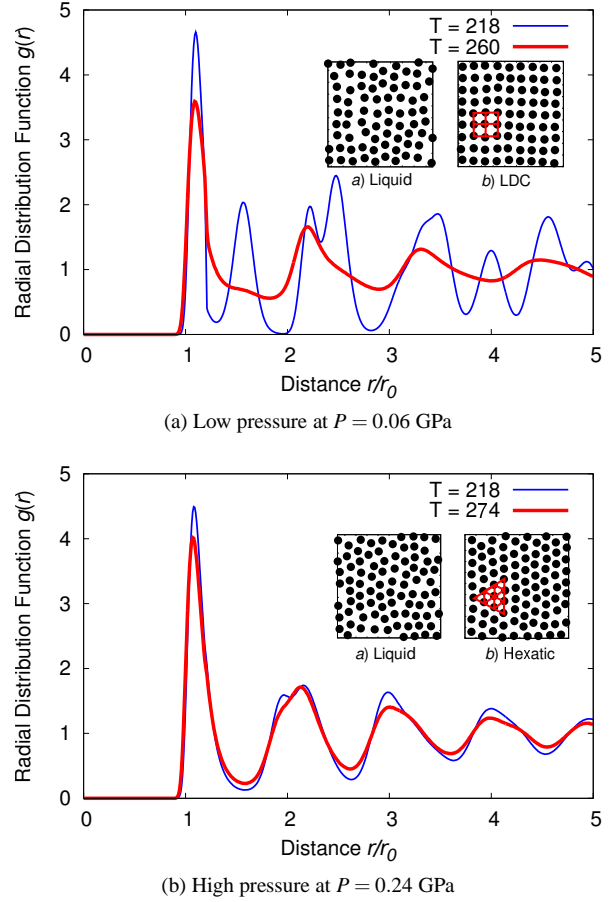 Radial Distribution Function g(r)
5
4
3
2
1
0
T = 218
T = 260
a) Liquid
b) LDC
0 1 2 3 4 5
Distance r/r0
(a) Low pressure at P = 0.06 GPa
Radial Distribution Function g(r)
5
4
3
2
1
0
T = 218
T = 274
a) Liquid
b) Hexatic
0 1 2 3 4 5
Distance r/r0
(b) High pressure at P = 0.24 GPa